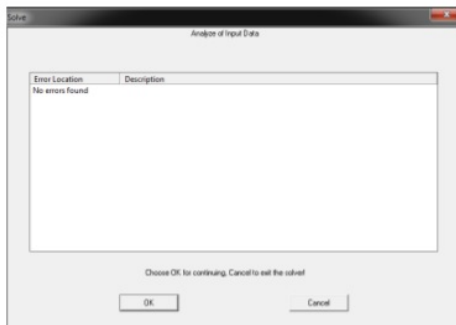 Solve
Analyze of Input Data
Error Location Description
No errors found
Choose OK for continuing, Cancel to exit the solver!
OK Cancel